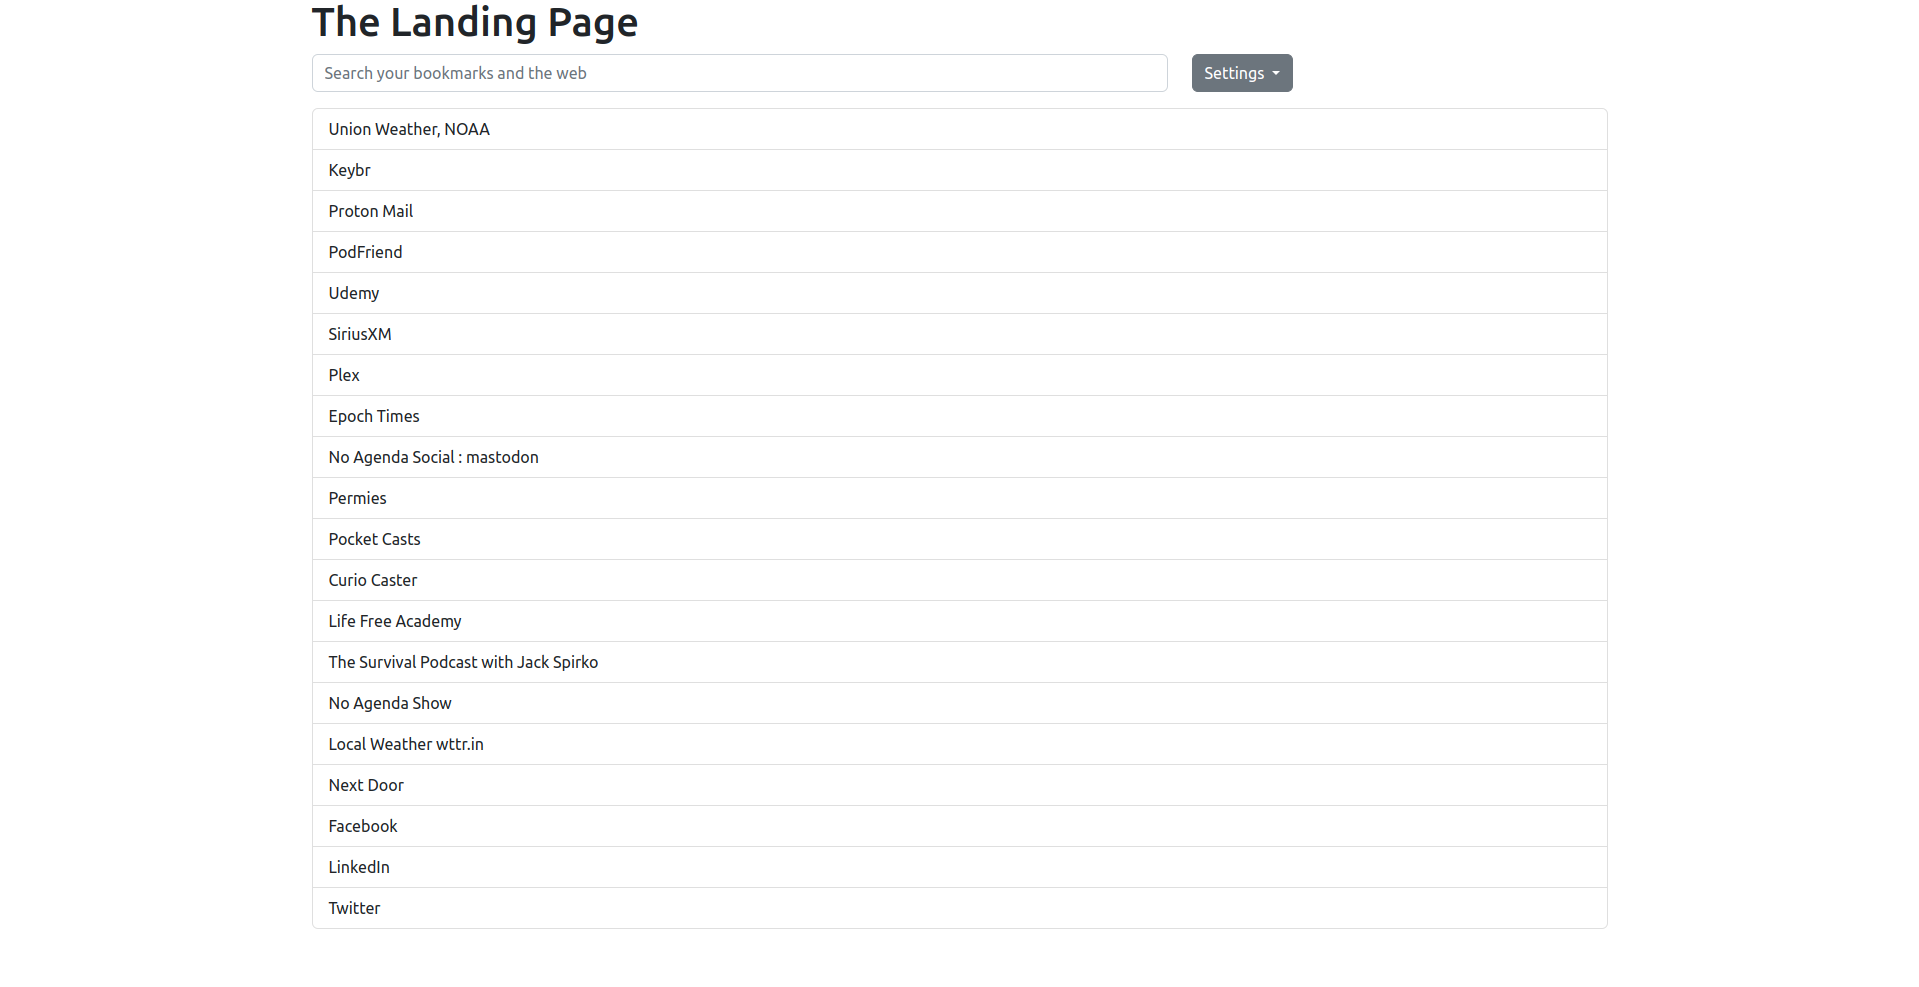 The Landing Page
Search your bookmarks and the web
Settings
Union Weather, NOAA
Keybr
Proton Mail
PodFriend
Udemy
SiriusXM
Plex
Epoch Times
No Agenda Social : mastodon
Permies
Pocket Casts
Curio Caster
Life Free Academy
The Survival Podcast with Jack Spirko
No Agenda Show
Local Weather wttr.in
Next Door
Facebook
LinkedIn
Twitter